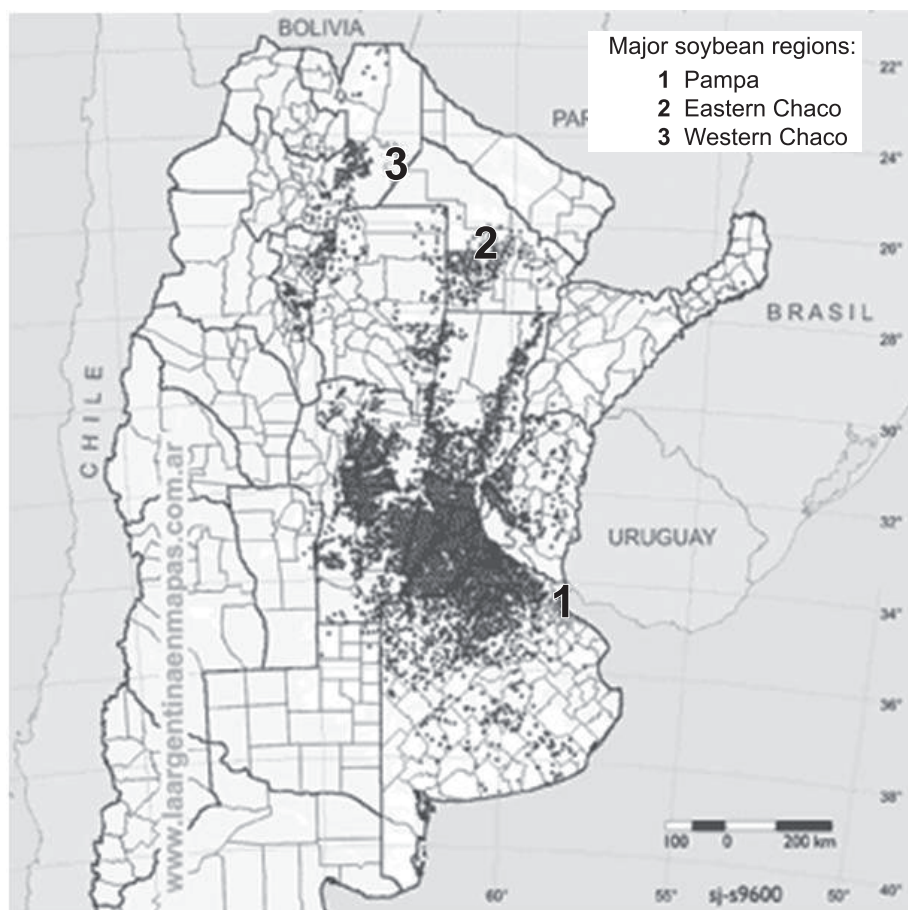 BOLIVIA
Major soybean regions:
1 Pampa
2 Eastern Chaco
3 Western Chaco
22°
PAR
24°
3
2
26°
BRASIL
28°
CHILE
30°
www.laargentinaenmapas.com.ar
32°
URUGUAY
1
34°
36°
38°
100 0 200 km
60°
55°
sj-s9600
50°
40°